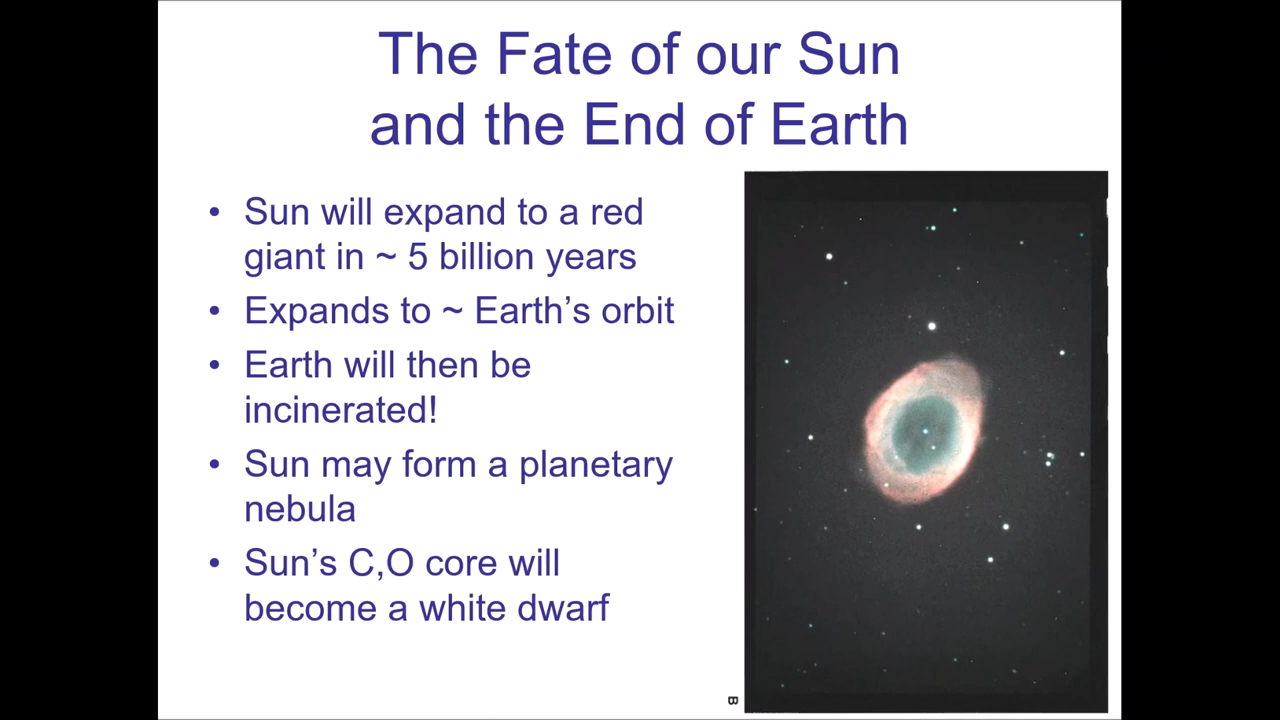 The Fate of our Sun
and the End of Earth
• Sun will expand to a red
giant in ~ 5 billion years
• Expands to ~ Earth’s orbit
• Earth will then be
incinerated!
• Sun may form a planetary
nebula
• Sun’s C,O core will
become a white dwarf
B